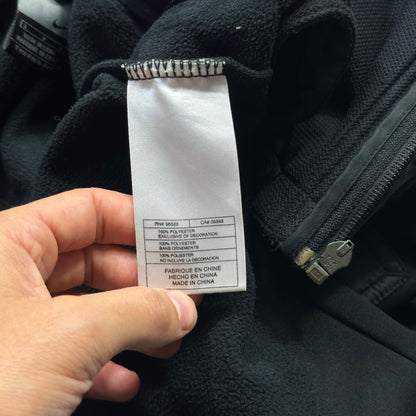 RN# 56323 CA# 05553
100% POLYESTER
EXCLUSIVE OF DECORATION
100% POLYESTER
SANS ORNEMENTS
100% POLYESTER
NO INCLUYE LA DECORACION
FABRIQUE EN CHINE
HECHO EN CHINA
MADE IN CHINA